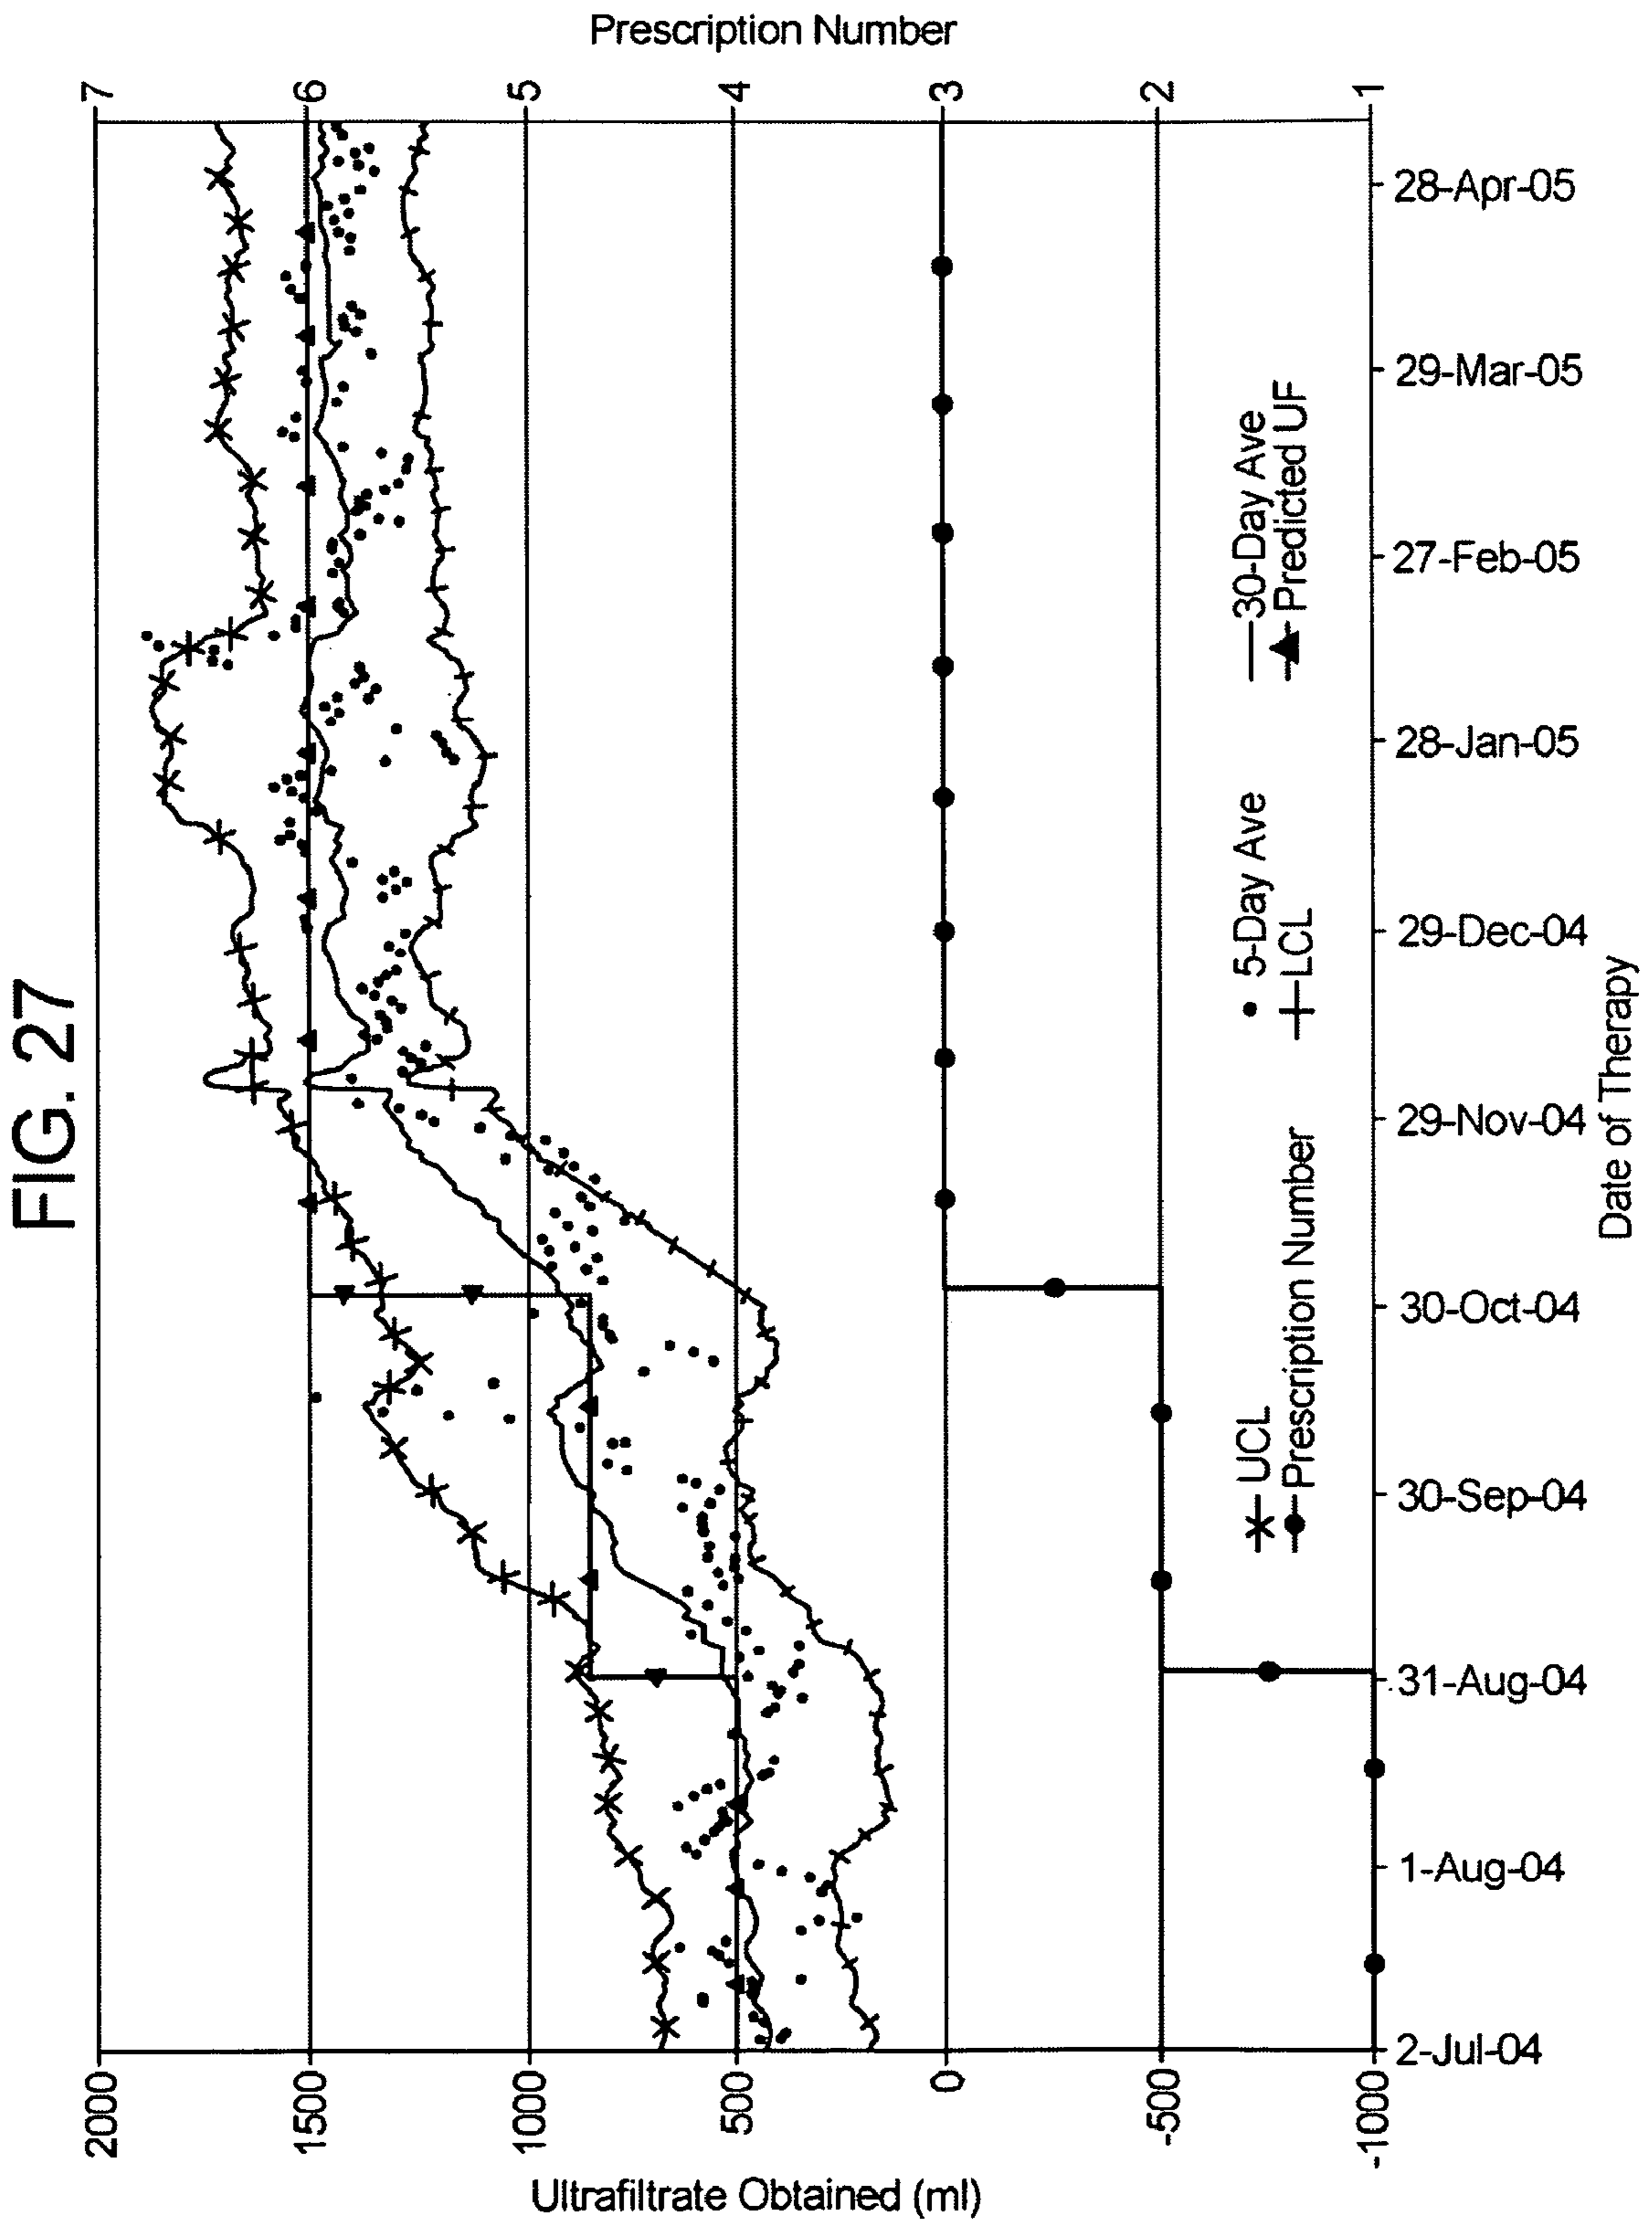 FIG. 27
Prescription Number
7
6
5
4
3
2
1
2000
1500
1000
500
0
-500
-1000
Ultrafiltrate Obtained (ml)
2-Jul-04
1-Aug-04
31-Aug-04
30-Sep-04
30-Oct-04
29-Nov-04
29-Dec-04
28-Jan-05
27-Feb-05
29-Mar-05
28-Apr-05
Date of Therapy
UCL
5-Day Ave
30-Day Ave
Prescription Number
LCL
Predicted UF